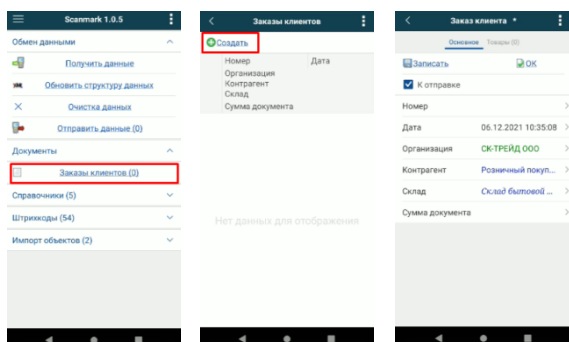 Scanmark 1.0.5
Обмен данными
Получить данные
Обновить структуру данных
Очистка данных
Отправить данные (0)
Документы
Заказы клиентов (0)
Справочники (5)
Штрихкоды (54)
Импорт объектов (2)
Заказы клиентов
Создать
Номер Дата
Организация
Контрагент
Склад
Сумма документа
Нет данных для отображения
Заказ клиента *
Основное Товары (0)
Записать OK
К отправке
Номер
Дата 06.12.2021 10:35:08
Организация СК-ТРЕЙД ООО
Контрагент Розничный покуп...
Склад Склад бытовой ...
Сумма документа